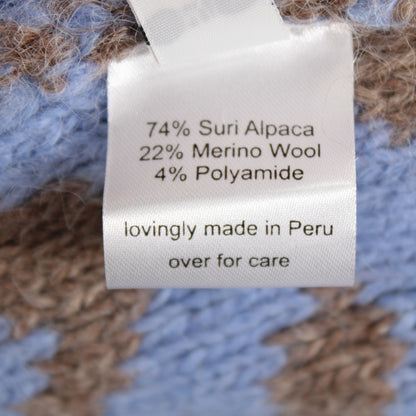 74% Suri Alpaca
22% Merino Wool
4% Polyamide
lovingly made in Peru
over for care